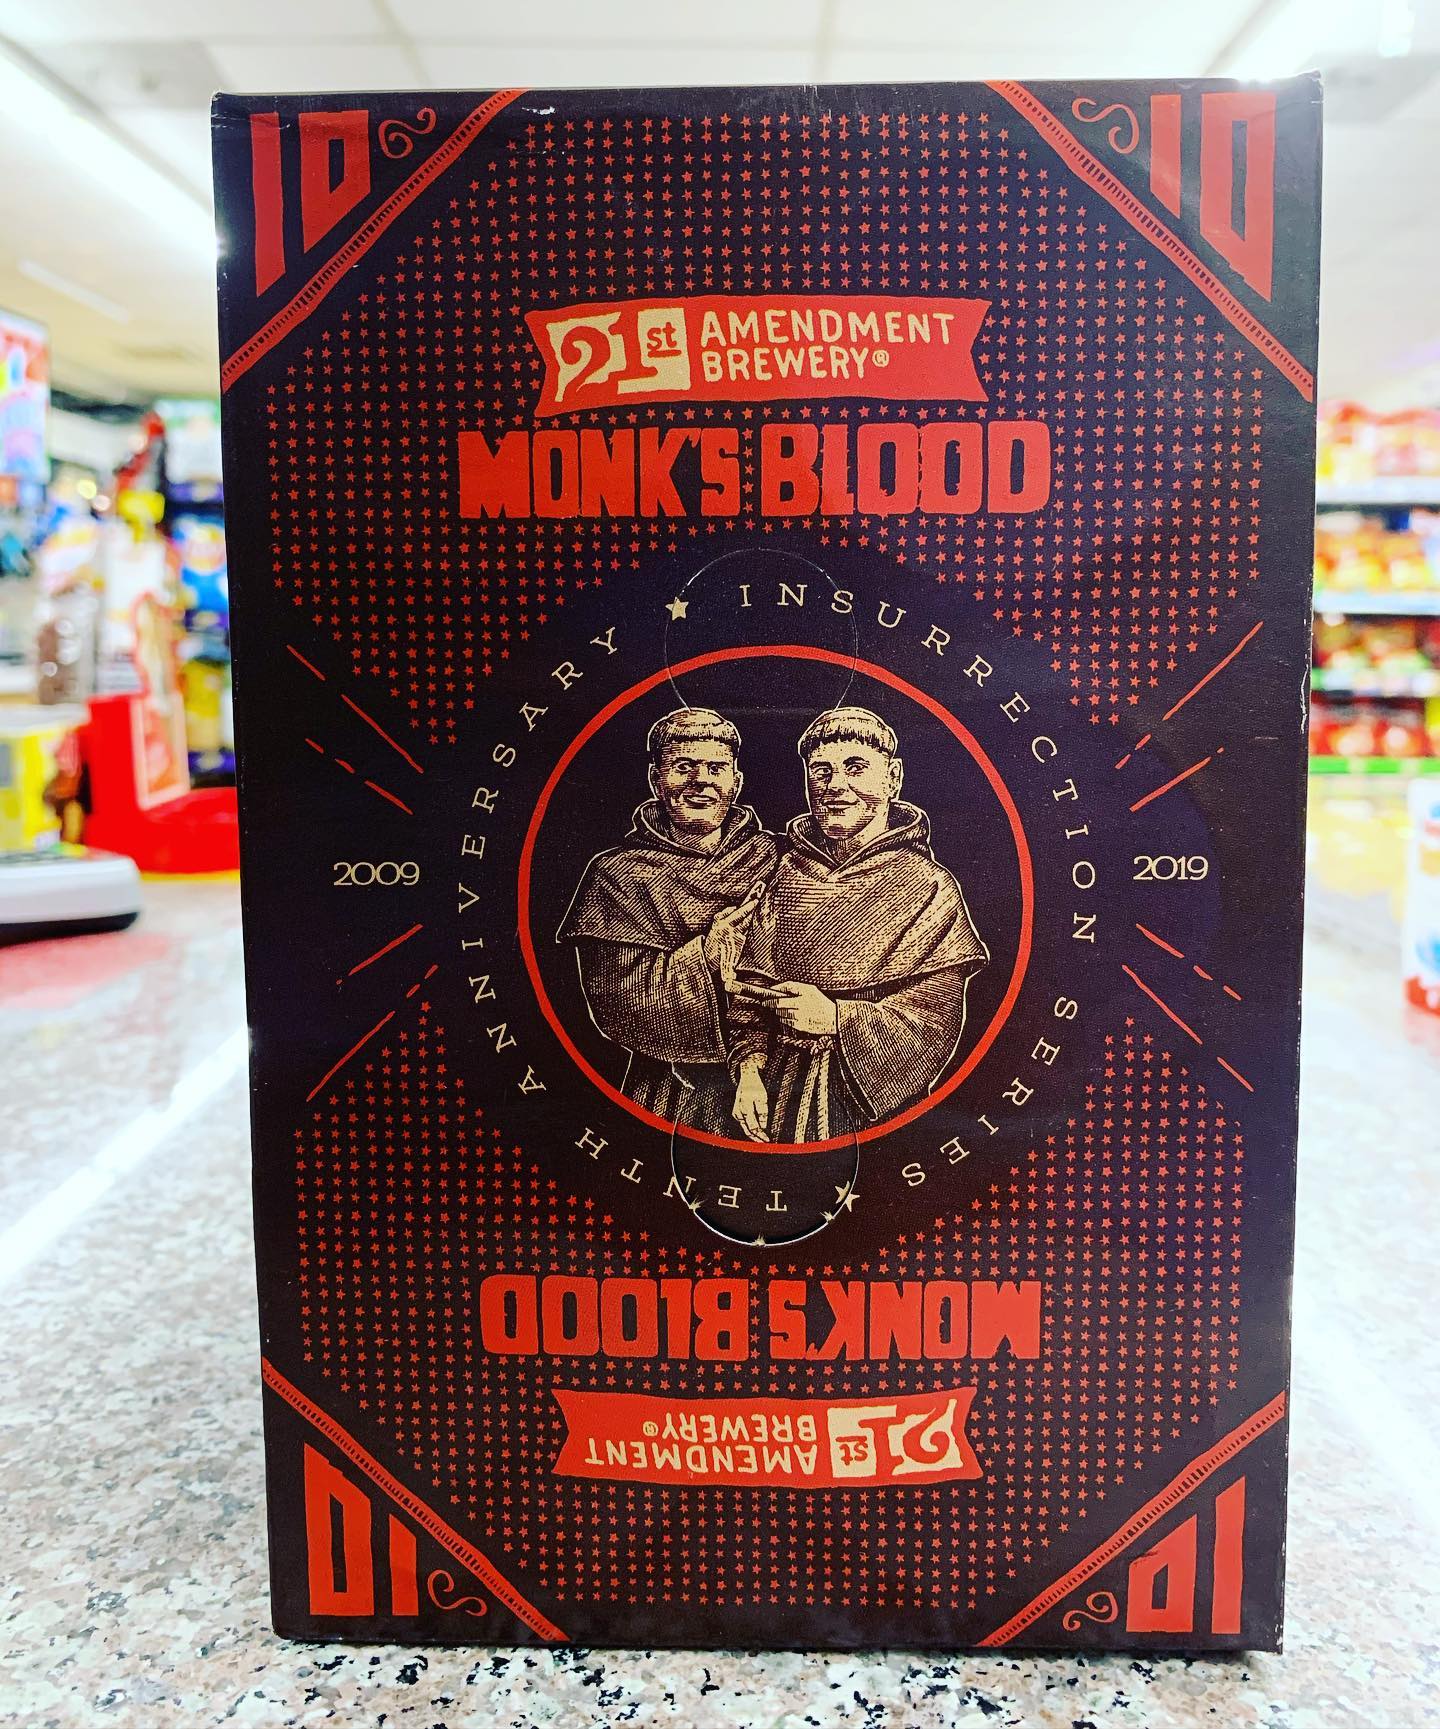 10
10
21st AMENDMENT
BREWERY®
MONK'S BLOOD
INSURRECTION SERIES
TENTH ANNIVERSARY
2009
2019
MONK'S BLOOD
21st AMENDMENT
BREWERY®
10
10